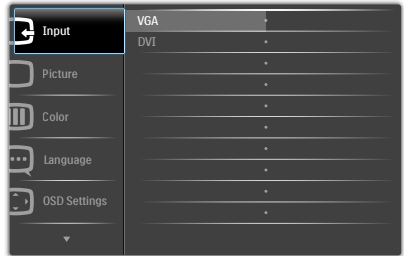 Input
VGA
DVI
Picture
Color
Language
OSD Settings